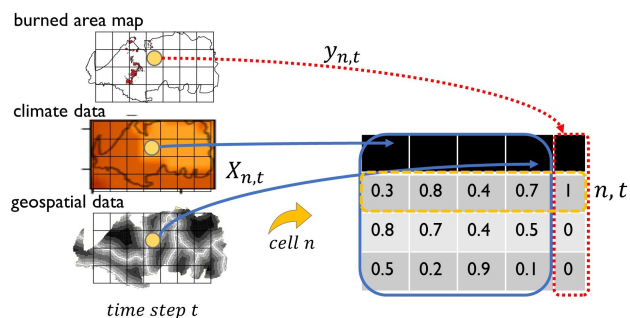 burned area map
y_{n,t}
climate data
X_{n,t}
geospatial data
cell n
time step t
0.3 0.8 0.4 0.7 1 n, t
0.8 0.7 0.4 0.5 0
0.5 0.2 0.9 0.1 0